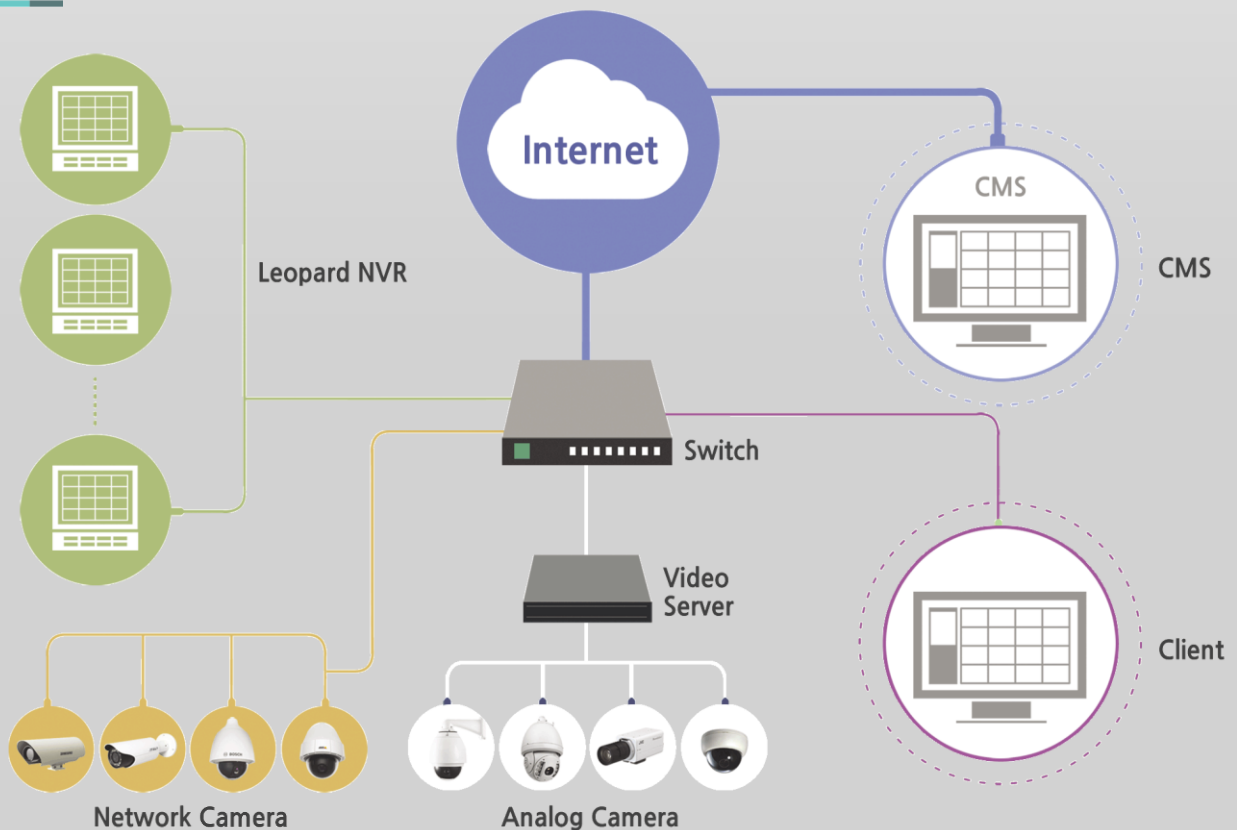 Internet
CMS
CMS
Leopard NVR
Switch
Video
Server
Client
Network Camera
Analog Camera